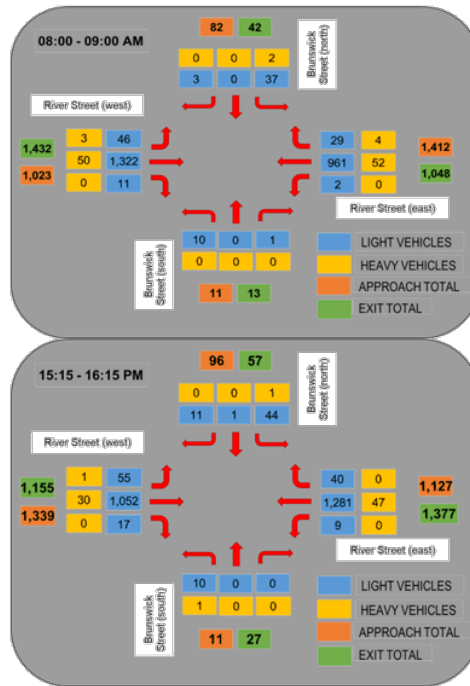 08:00 - 09:00 AM
82 42
0 0 2
3 0 37
Brunswick
Street (north)
River Street (west)
1,432
1,023
3 46
50 1,322
0 11
29 4
961 52
2 0
1,412
1,048
River Street (east)
Brunswick
Street (south)
10 0 1
0 0 0
11 13
LIGHT VEHICLES
HEAVY VEHICLES
APPROACH TOTAL
EXIT TOTAL
15:15 - 16:15 PM
96 57
0 0 1
11 1 44
Brunswick
Street (north)
River Street (west)
1,155
1,339
1 55
30 1,052
0 17
40 0
1,281 47
9 0
1,127
1,377
River Street (east)
Brunswick
Street (south)
10 0 0
1 0 0
11 27
LIGHT VEHICLES
HEAVY VEHICLES
APPROACH TOTAL
EXIT TOTAL